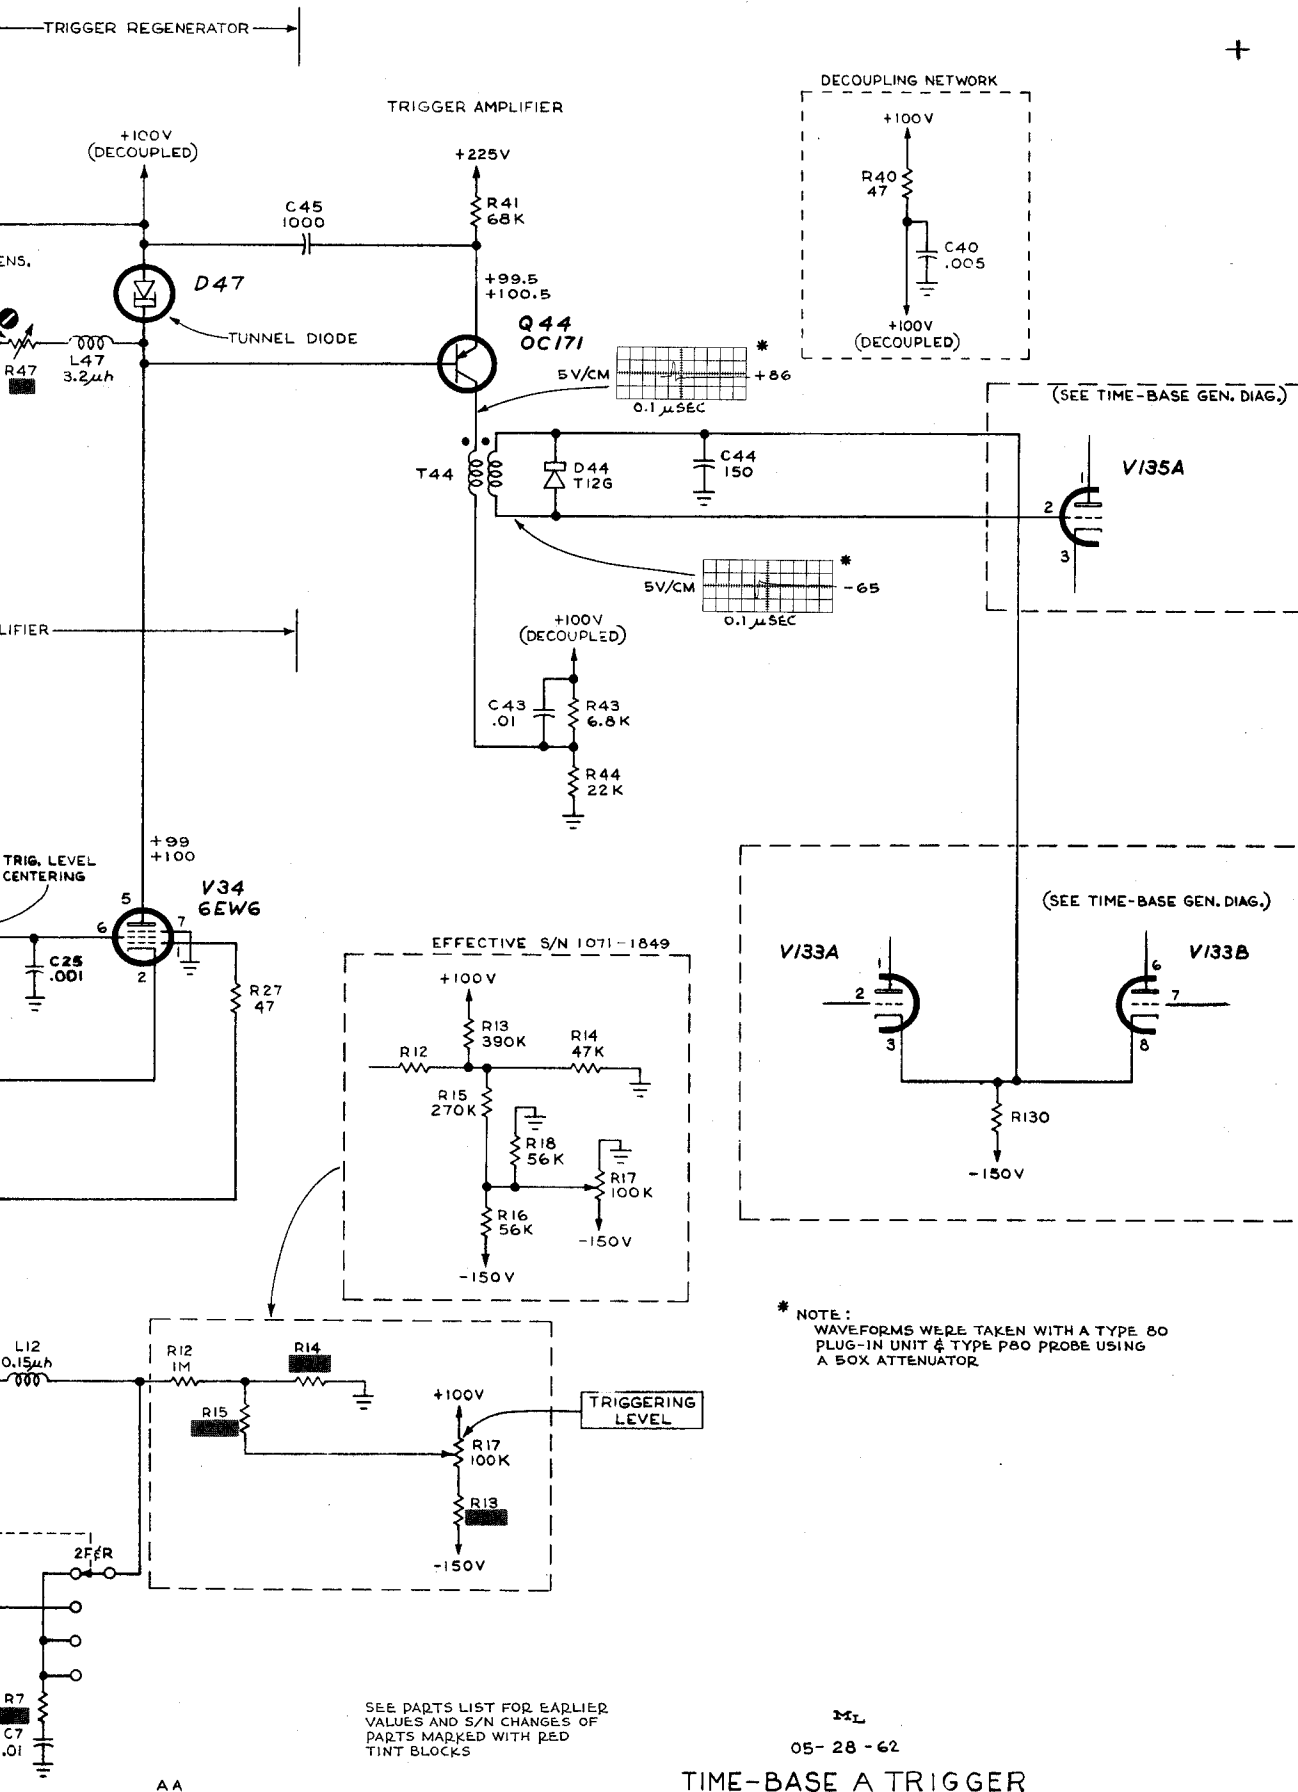 TRIGGER REGENERATOR
+
DECOUPLING NETWORK
TRIGGER AMPLIFIER
+100V
+100V
(DECOUPLED)
+225V
R40
47
C45
1000
R41
68K
C40
.005
ENS.
D47
+99.5
+100.5
TUNNEL DIODE
Q44
OC171
+100V
(DECOUPLED)
L47
3.2μh
R47
5V/CM
+86
*
0.1 μSEC
(SEE TIME-BASE GEN. DIAG.)
T44
D44
T12G
C44
150
V135A
1
2
3
5V/CM
-65
*
0.1 μSEC
LIFIER
+100V
(DECOUPLED)
C43
.01
R43
6.8K
R44
22K
+99
+100
TRIG. LEVEL
CENTERING
V34
6EW6
5
6
7
1
2
C25
.001
R27
47
(SEE TIME-BASE GEN. DIAG.)
V133A
V133B
1
2
3
6
7
8
R130
-150V
EFFECTIVE S/N 1071-1849
+100V
R13
390K
R12
R14
47K
R15
270K
R18
56K
R17
100K
R16
56K
-150V
-150V
* NOTE:
WAVEFORMS WERE TAKEN WITH A TYPE 80
PLUG-IN UNIT & TYPE P80 PROBE USING
A 50X ATTENUATOR
L12
0.15μh
R12
1M
R14
R15
+100V
TRIGGERING
LEVEL
R17
100K
R13
-150V
2F&R
R7
C7
.01
SEE PARTS LIST FOR EARLIER
VALUES AND S/N CHANGES OF
PARTS MARKED WITH RED
TINT BLOCKS
ML
05-28-62
AA
TIME-BASE A TRIGGER